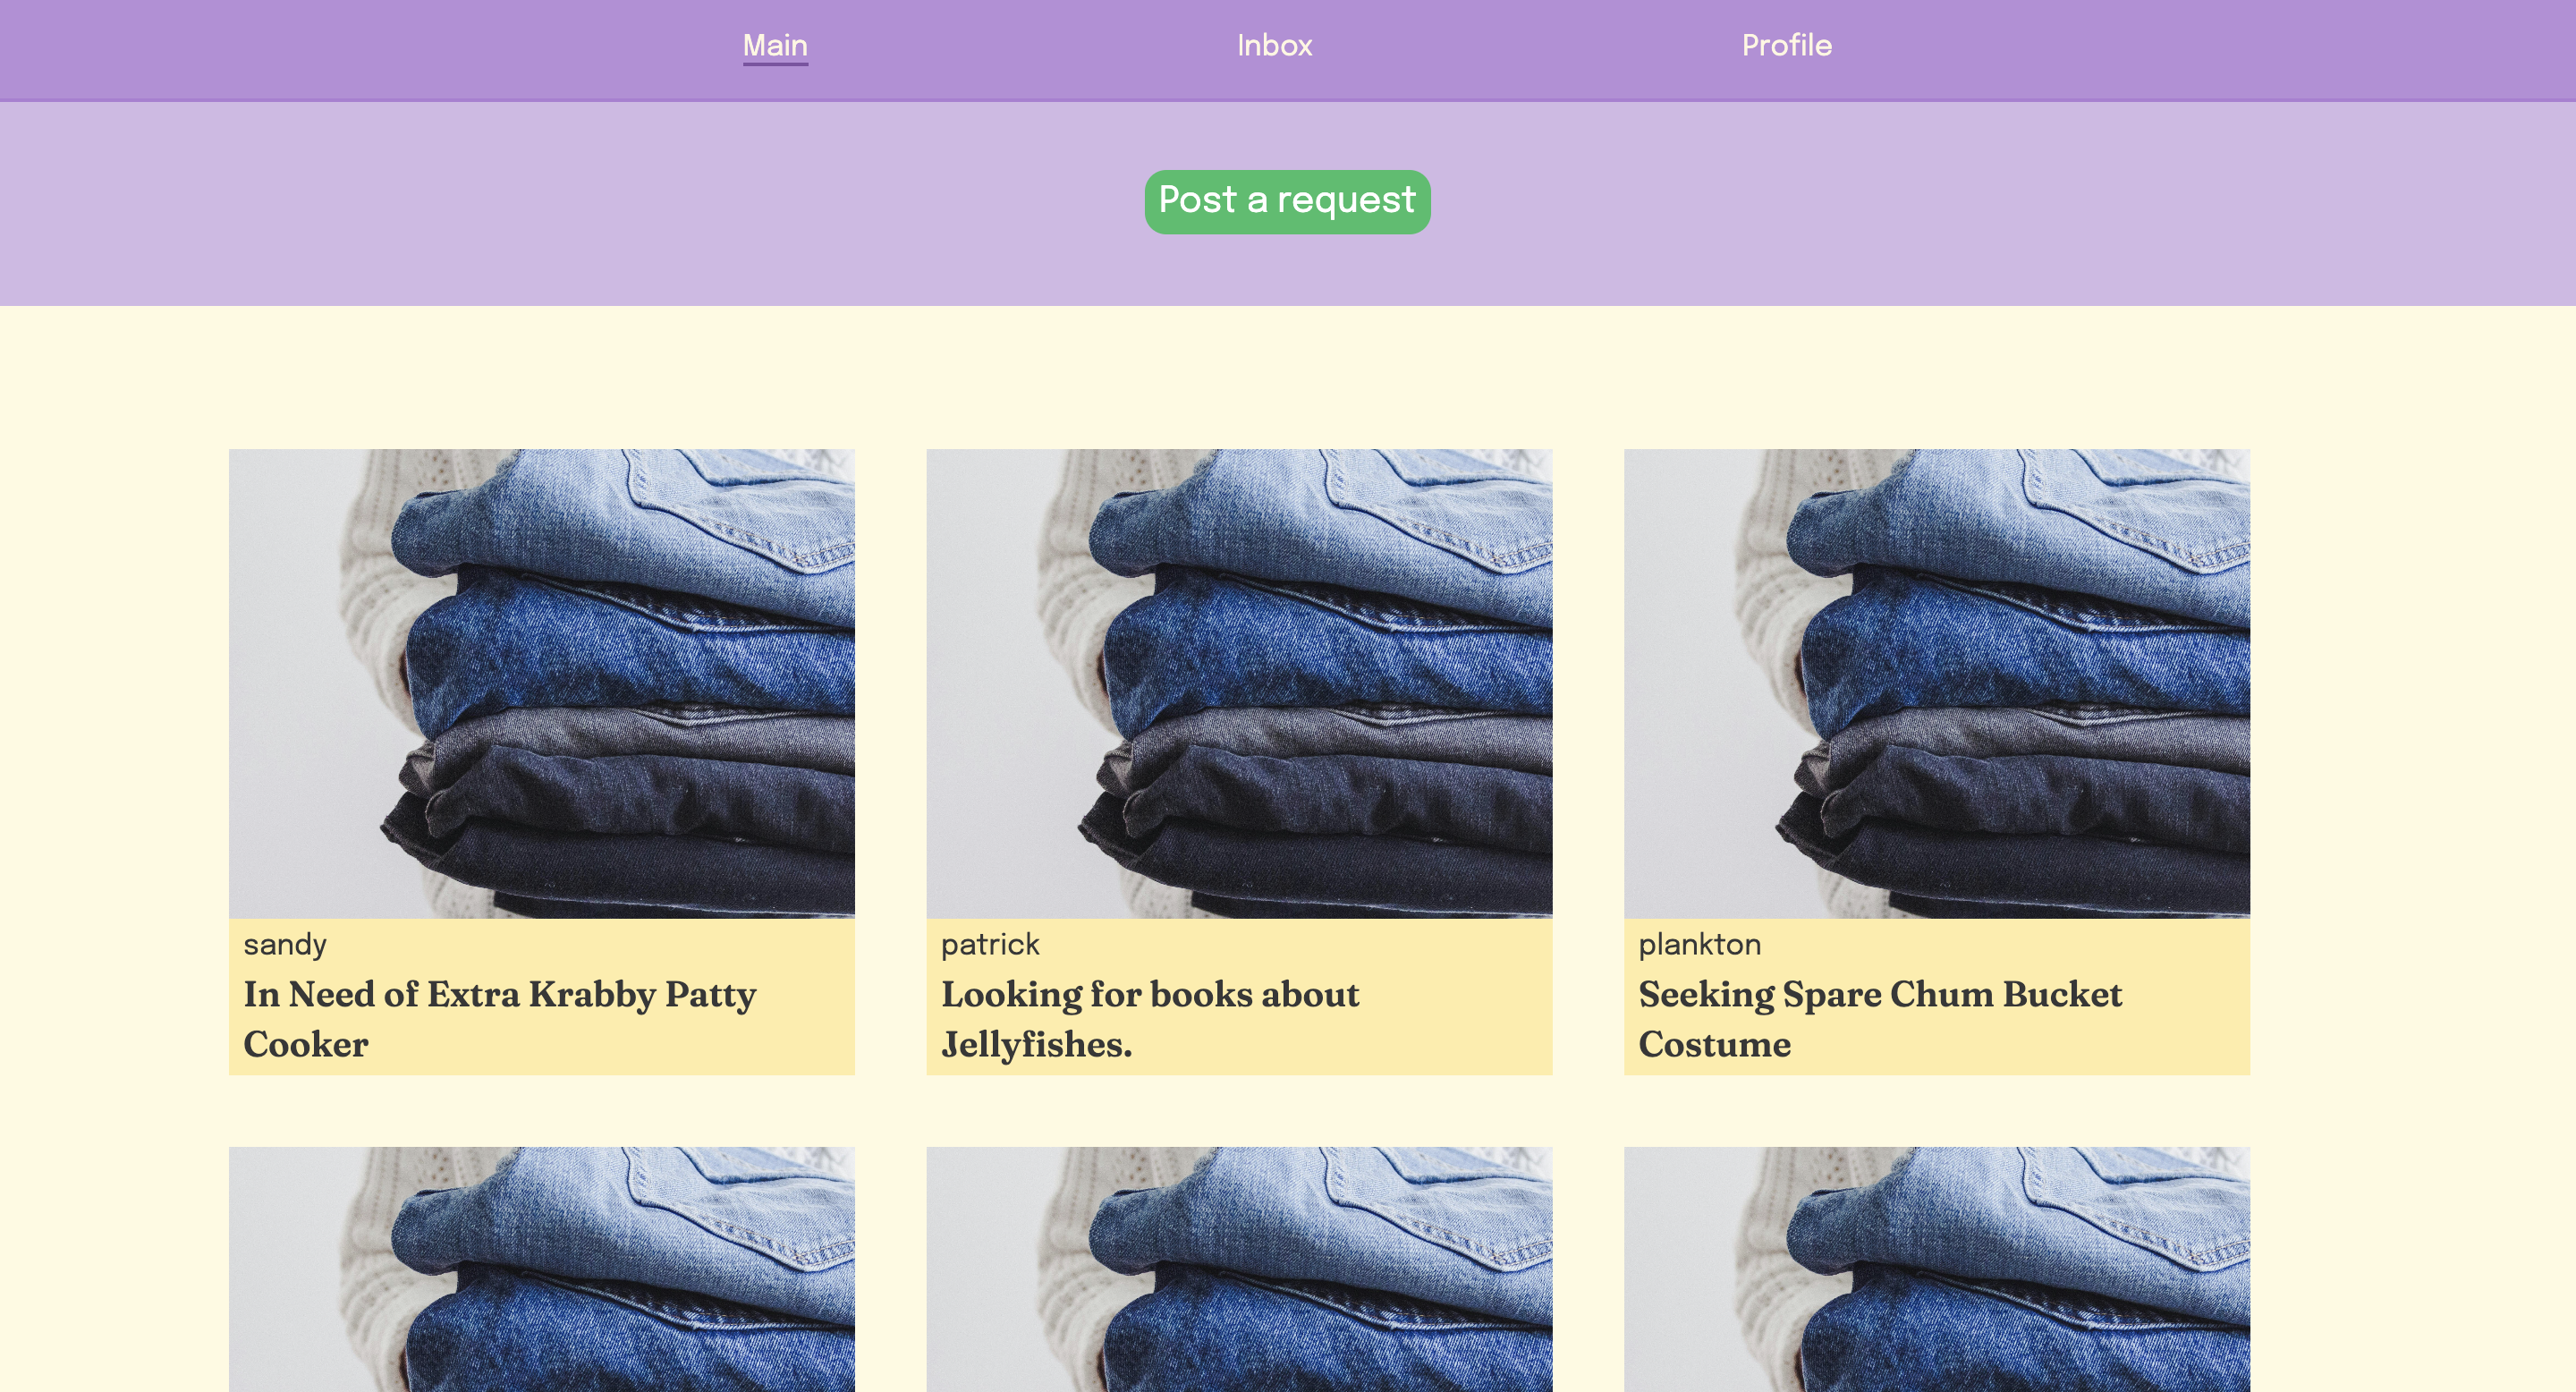 Main
Inbox
Profile
Post a request
sandy
In Need of Extra Krabby Patty
Cooker
patrick
Looking for books about
Jellyfishes.
plankton
Seeking Spare Chum Bucket
Costume